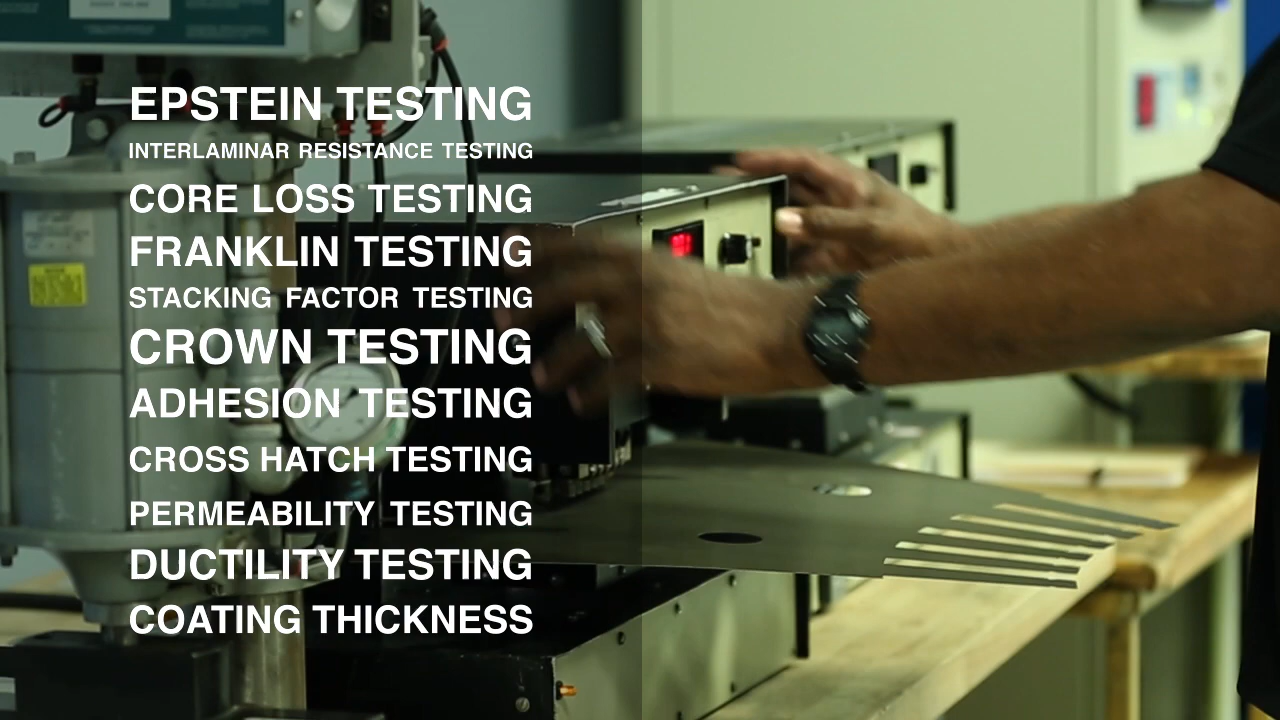 EPSTEIN TESTING
INTERLAMINAR RESISTANCE TESTING
CORE LOSS TESTING
FRANKLIN TESTING
STACKING FACTOR TESTING
CROWN TESTING
ADHESION TESTING
CROSS HATCH TESTING
PERMEABILITY TESTING
DUCTILITY TESTING
COATING THICKNESS